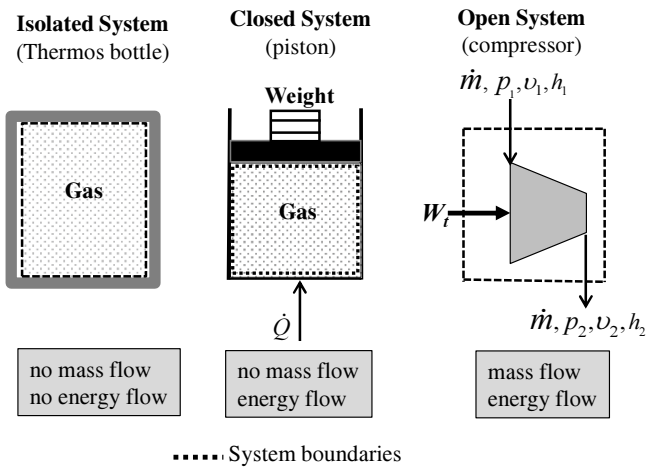 Isolated System
(Thermos bottle)
Closed System
(piston)
Open System
(compressor)
Weight
Gas
Gas
ṁ, p₁, υ₁, h₁
Wₜ
ṁ, p₂, υ₂, h₂
Q̇
no mass flow
no energy flow
no mass flow
energy flow
mass flow
energy flow
System boundaries